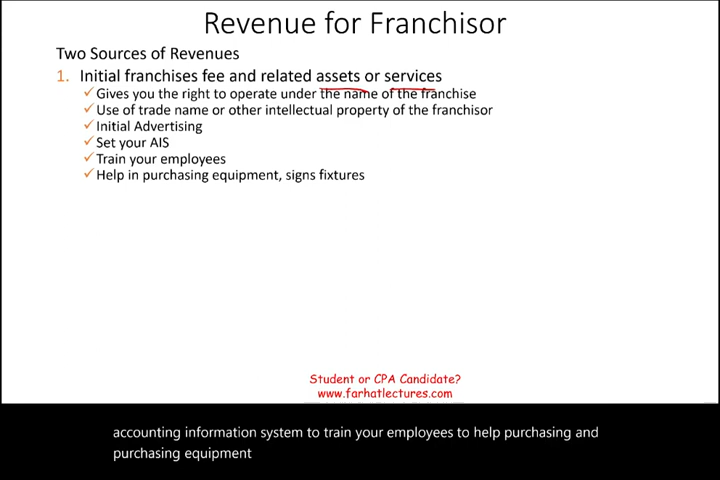 Revenue for Franchisor
Two Sources of Revenues
1. Initial franchises fee and related assets or services
✓Gives you the right to operate under the name of the franchise
✓Use of trade name or other intellectual property of the franchisor
✓Initial Advertising
✓Set your AIS
✓Train your employees
✓Help in purchasing equipment, signs fixtures
Student or CPA Candidate?
www.farhatlectures.com
accounting information system to train your employees to help purchasing and
purchasing equipment